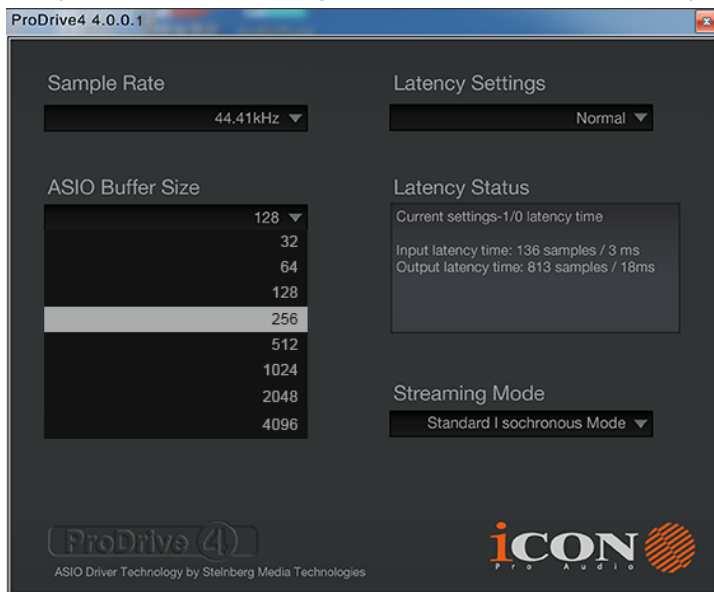 ProDrive4 4.0.0.1
Sample Rate
44.41kHz
Latency Settings
Normal
ASIO Buffer Size
128
32
64
128
256
512
1024
2048
4096
Latency Status
Current settings-1/0 latency time
Input latency time: 136 samples / 3 ms
Output latency time: 813 samples / 18ms
Streaming Mode
Standard I sochronous Mode
ProDrive 4
ASIO Driver Technology by Stelnberg Media Technologies
iCON
Pro Audio